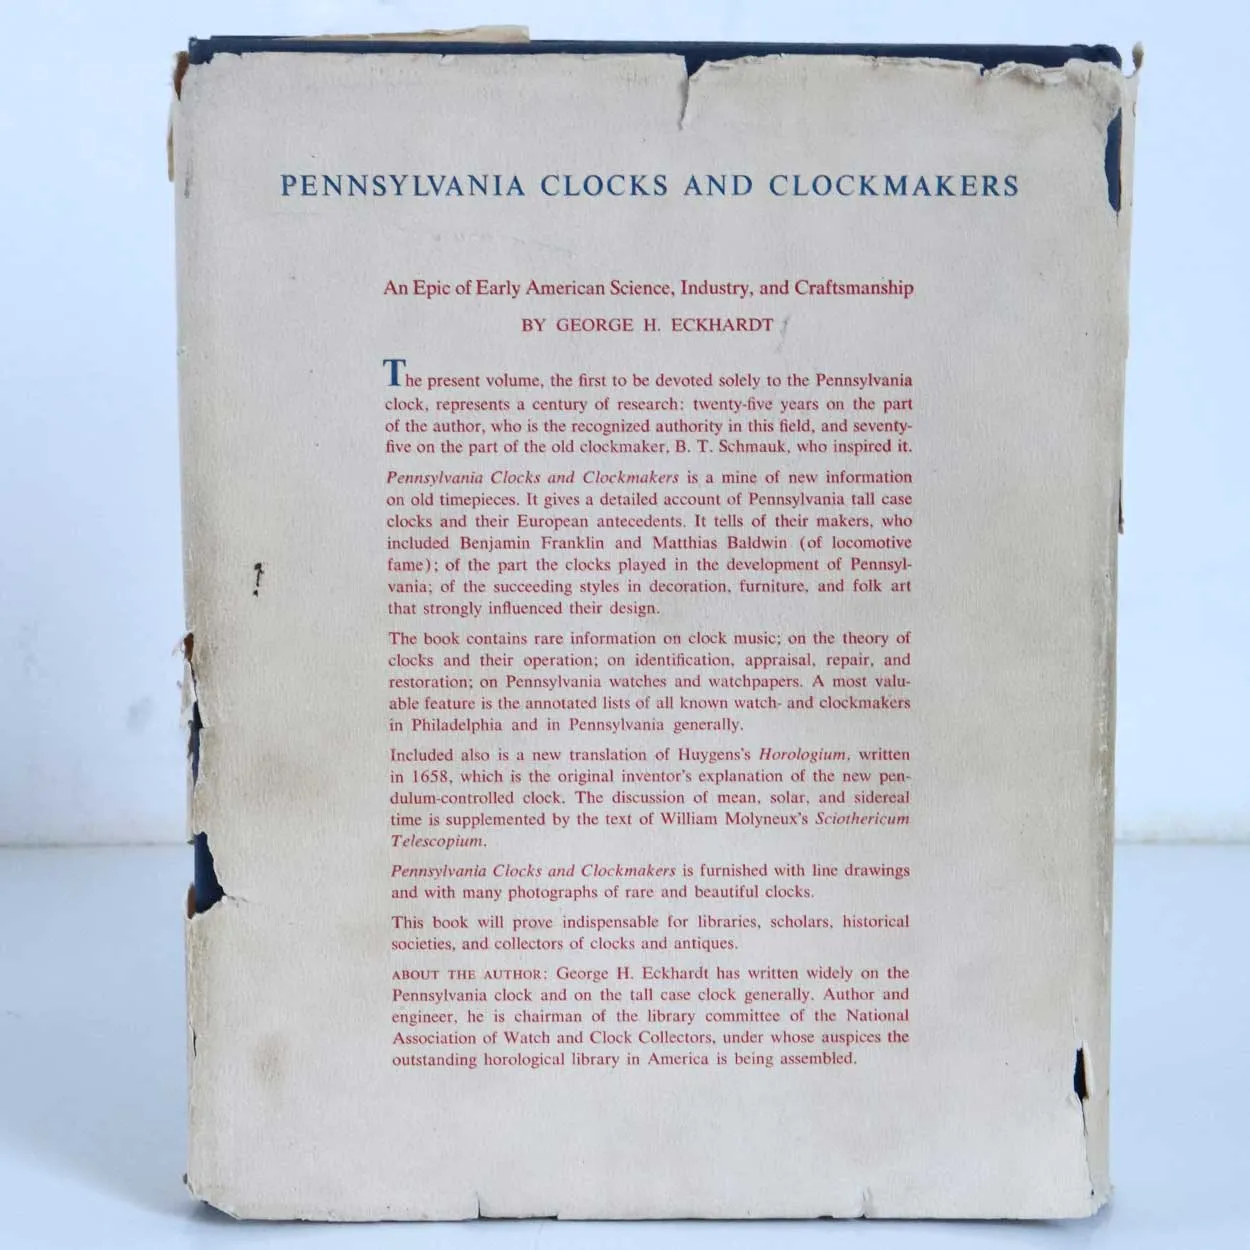 PENNSYLVANIA CLOCKS AND CLOCKMAKERS
An Epic of Early American Science, Industry, and Craftsmanship
BY GEORGE H. ECKHARDT
The present volume, the first to be devoted solely to the Pennsylvania
clock, represents a century of research: twenty-five years on the part
of the author, who is the recognized authority in this field, and seventy-
five on the part of the old clockmaker, B. T. Schmauk, who inspired it.
Pennsylvania Clocks and Clockmakers is a mine of new information
on old timepieces. It gives a detailed account of Pennsylvania tall case
clocks and their European antecedents. It tells of their makers, who
included Benjamin Franklin and Matthias Baldwin (of locomotive
fame); of the part the clocks played in the development of Pennsyl-
vania; of the succeeding styles in decoration, furniture, and folk art
that strongly influenced their design.
The book contains rare information on clock music; on the theory of
clocks and their operation; on identification, appraisal, repair, and
restoration; on Pennsylvania watches and watchpapers. A most valu-
able feature is the annotated lists of all known watch- and clockmakers
in Philadelphia and in Pennsylvania generally.
Included also is a new translation of Huygens's Horologium, written
in 1658, which is the original inventor's explanation of the new pen-
dulum-controlled clock. The discussion of mean, solar, and sidereal
time is supplemented by the text of William Molyneux's Sciothericum
Telescopium.
Pennsylvania Clocks and Clockmakers is furnished with line drawings
and with many photographs of rare and beautiful clocks.
This book will prove indispensable for libraries, scholars, historical
societies, and collectors of clocks and antiques.
ABOUT THE AUTHOR: George H. Eckhardt has written widely on the
Pennsylvania clock and on the tall case clock generally. Author and
engineer, he is chairman of the library committee of the National
Association of Watch and Clock Collectors, under whose auspices the
outstanding horological library in America is being assembled.